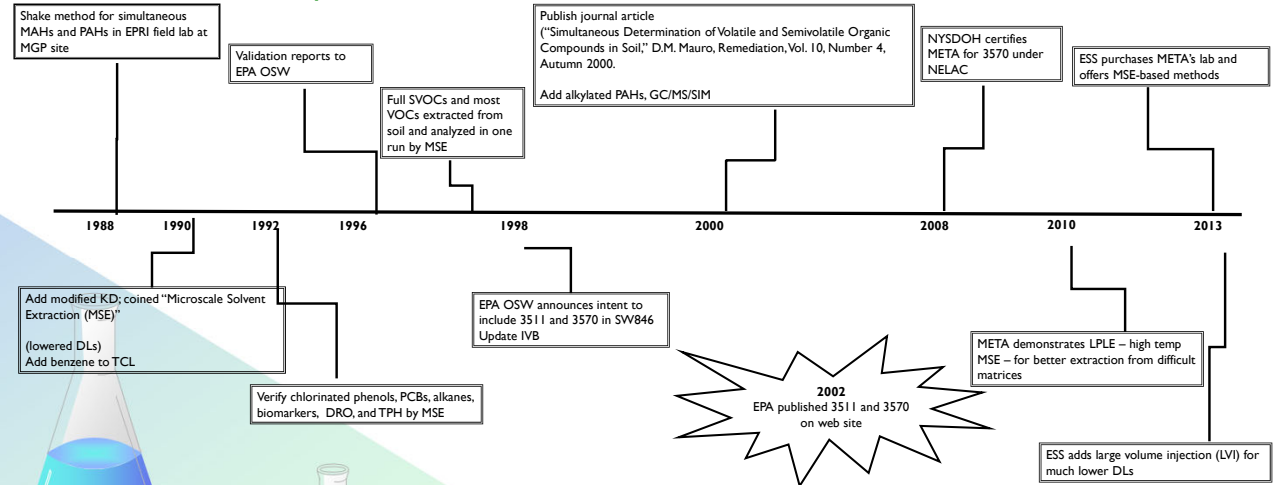 Shake method for simultaneous
MAHs and PAHs in EPRI field lab at
MGP site
Validation reports to
EPA OSW
Full SVOCs and most
VOCs extracted from
soil and analyzed in one
run by MSE
Publish journal article
(“Simultaneous Determination of Volatile and Semivolatile Organic
Compounds in Soil,” D.M. Mauro, Remediation, Vol. 10, Number 4,
Autumn 2000.
Add alkylated PAHs, GC/MS/SIM
NYSDOH certifies
META for 3570 under
NELAC
ESS purchases META’s lab and
offers MSE-based methods
1988 1990 1992 1996 1998 2000 2008 2010 2013
Add modified KD; coined “Microscale Solvent
Extraction (MSE)”
(lowered DLs)
Add benzene to TCL
Verify chlorinated phenols, PCBs, alkanes,
biomarkers, DRO, and TPH by MSE
EPA OSW announces intent to
include 3511 and 3570 in SW846
Update IVB
2002
EPA published 3511 and 3570
on web site
META demonstrates LPLE – high temp
MSE – for better extraction from difficult
matrices
ESS adds large volume injection (LVI) for
much lower DLs